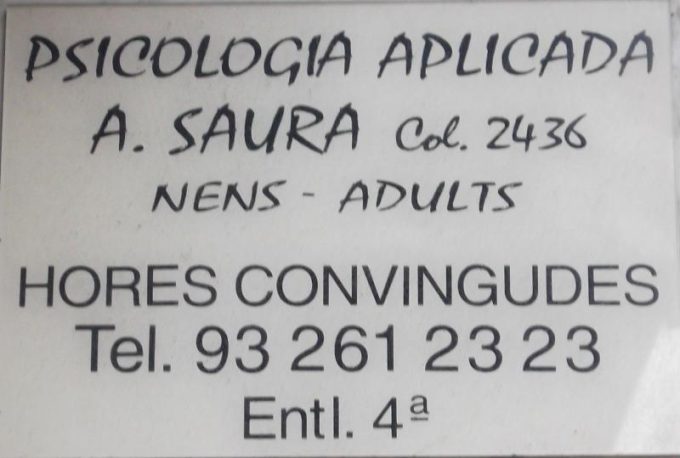 PSICOLOGIA APLICADA
A. SAURA Col. 2436
NENS - ADULTS
HORES CONVINGUDES
Tel. 93 261 23 23
Entl. 4ª